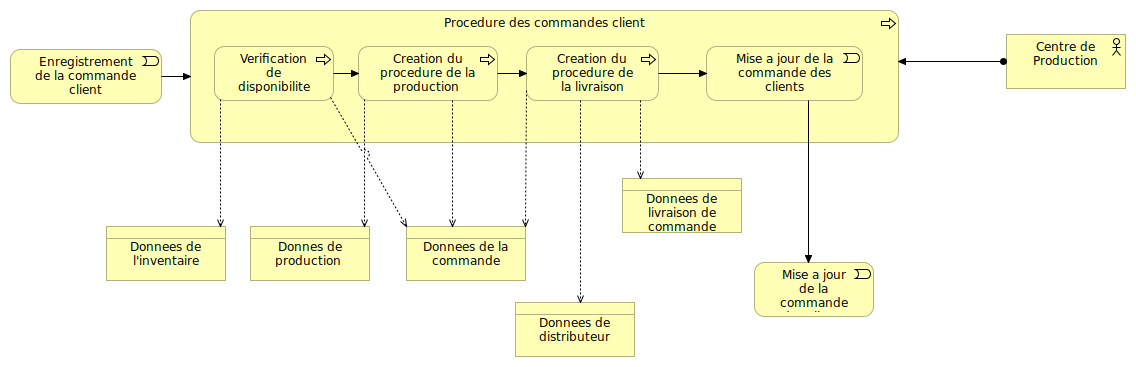 Procedure des commandes client
Enregistrement
de la commande
client
Verification
de
disponibilite
Creation du
procedure de la
production
Creation du
procedure de
la livraison
Mise a jour de la
commande des
clients
Centre de
Production
Donnees de
livraison de
commande
Donnees de
l'inventaire
Donnes de
production
Donnees de la
commande
Mise a jour
de la
commande
Donnees de
distributeur